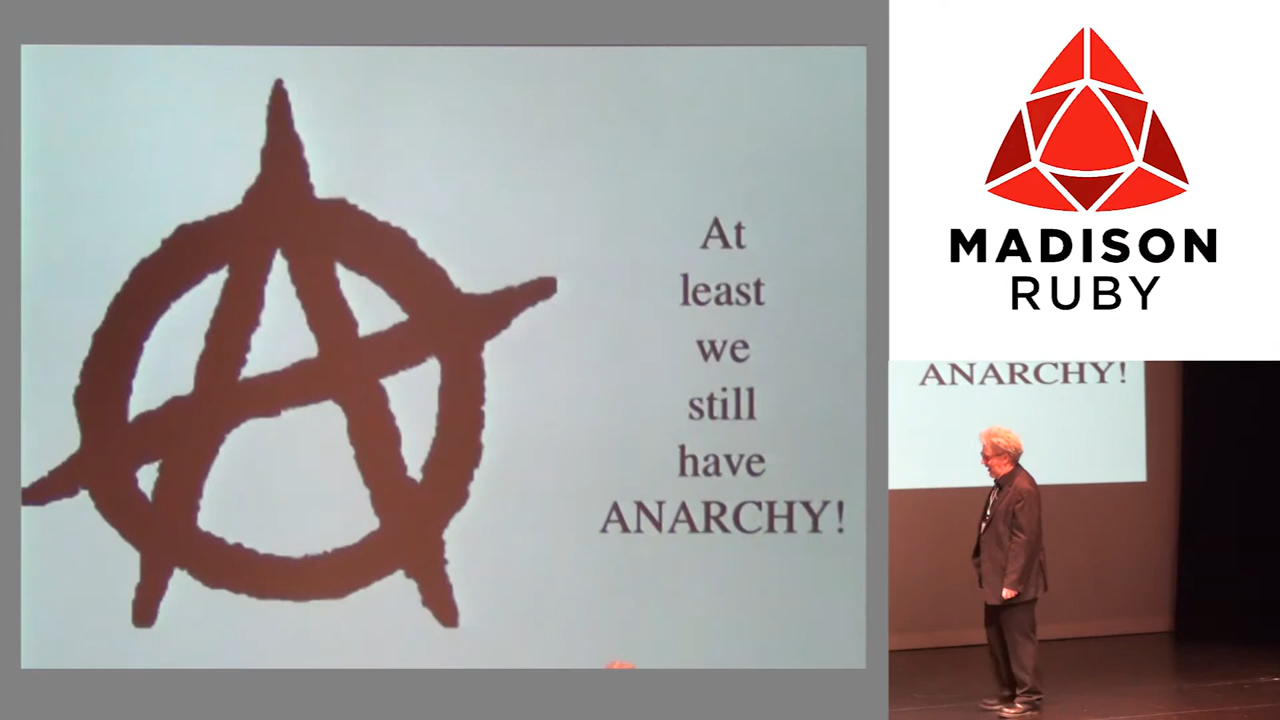 At
least
we
still
have
ANARCHY!
MADISON
RUBY
ANARCHY!